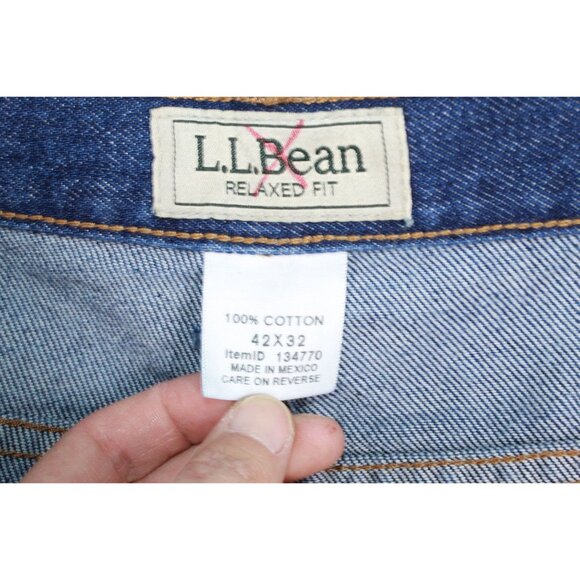 L.L.Bean
RELAXED FIT
100% COTTON
42X32
ItemID 134770
MADE IN MEXICO
CARE ON REVERSE